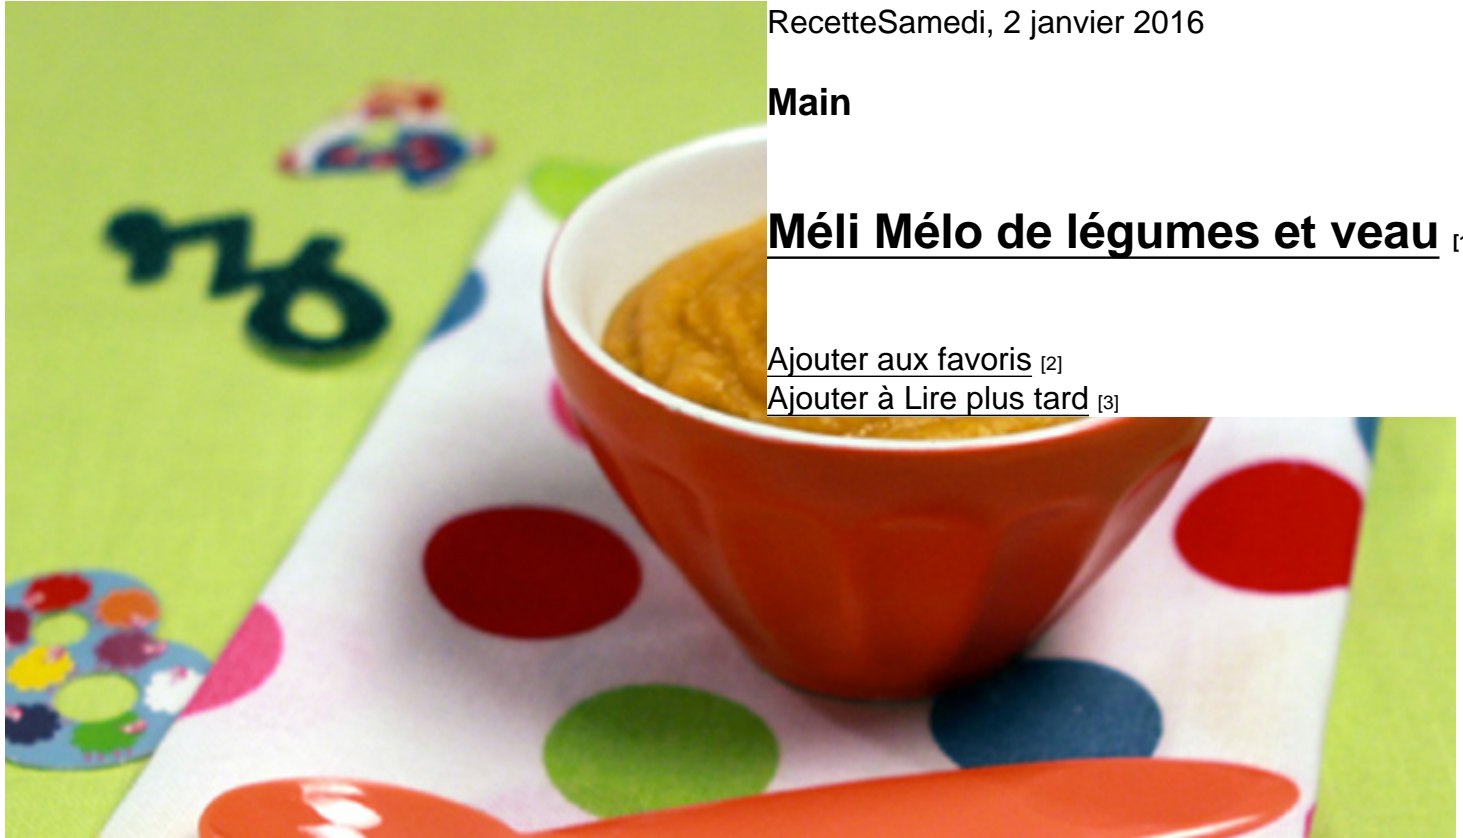 RecetteSamedi, 2 janvier 2016
Main
Méli Mélo de légumes et veau
Ajouter aux favoris [2]
Ajouter à Lire plus tard [3]